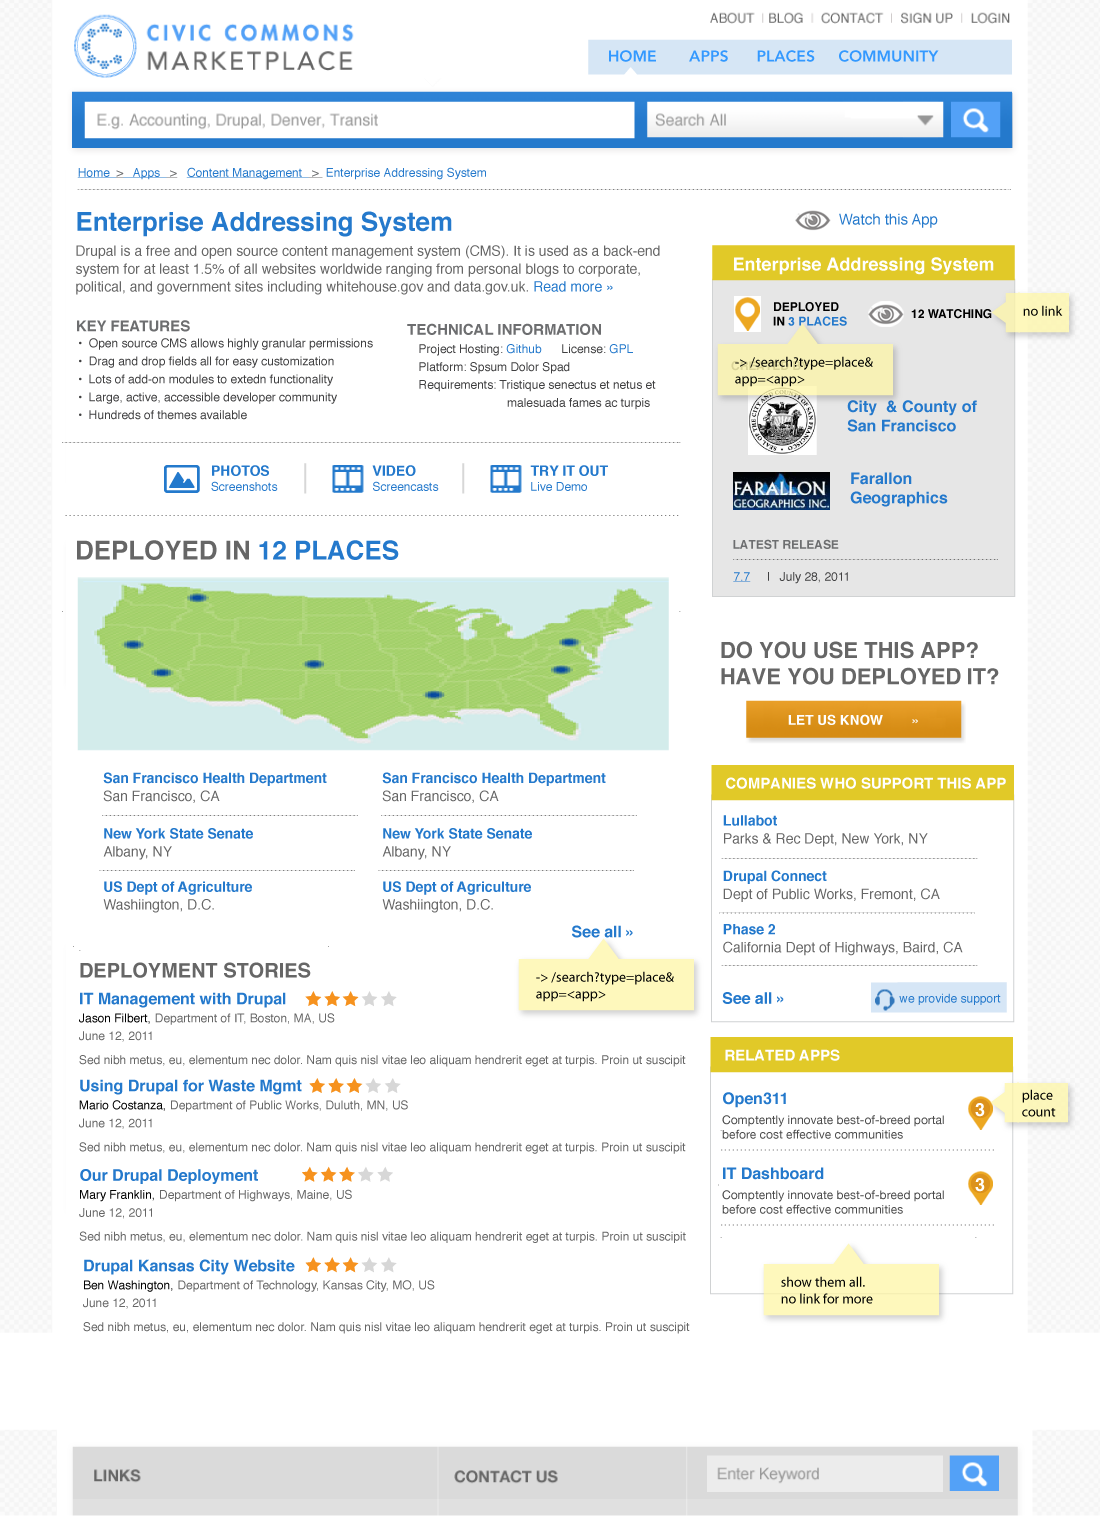 CIVIC COMMONS
MARKETPLACE
ABOUT | BLOG | CONTACT | SIGN UP | LOGIN
HOME APPS PLACES COMMUNITY
E.g. Accounting, Drupal, Denver, Transit
Search All
Home > Apps > Content Management > Enterprise Addressing System
Enterprise Addressing System
Drupal is a free and open source content management system (CMS). It is used as a back-end
system for at least 1.5% of all websites worldwide ranging from personal blogs to corporate,
political, and government sites including whitehouse.gov and data.gov.uk. Read more »
KEY FEATURES
• Open source CMS allows highly granular permissions
• Drag and drop fields all for easy customization
• Lots of add-on modules to extedn functionality
• Large, active, accessible developer community
• Hundreds of themes available
TECHNICAL INFORMATION
Project Hosting: Github License: GPL
Platform: Spsum Dolor Spad
Requirements: Tristique senectus et netus et
malesuada fames ac turpis
PHOTOS
Screenshots
VIDEO
Screencasts
TRY IT OUT
Live Demo
DEPLOYED IN 12 PLACES
San Francisco Health Department
San Francisco, CA
New York State Senate
Albany, NY
US Dept of Agriculture
Washiington, D.C.
San Francisco Health Department
San Francisco, CA
New York State Senate
Albany, NY
US Dept of Agriculture
Washiington, D.C.
See all »
-> /search?type=place&
app=<app>
DEPLOYMENT STORIES
IT Management with Drupal
Jason Filbert, Department of IT, Boston, MA, US
June 12, 2011
Sed nibh metus, eu, elementum nec dolor. Nam quis nisl vitae leo aliquam hendrerit eget at turpis. Proin ut suscipit
Using Drupal for Waste Mgmt
Mario Costanza, Department of Public Works, Duluth, MN, US
June 12, 2011
Sed nibh metus, eu, elementum nec dolor. Nam quis nisl vitae leo aliquam hendrerit eget at turpis. Proin ut suscipit
Our Drupal Deployment
Mary Franklin, Department of Highways, Maine, US
June 12, 2011
Sed nibh metus, eu, elementum nec dolor. Nam quis nisl vitae leo aliquam hendrerit eget at turpis. Proin ut suscipit
Drupal Kansas City Website
Ben Washington, Department of Technology, Kansas City, MO, US
June 12, 2011
Sed nibh metus, eu, elementum nec dolor. Nam quis nisl vitae leo aliquam hendrerit eget at turpis. Proin ut suscipit
Watch this App
Enterprise Addressing System
DEPLOYED
IN 3 PLACES
12 WATCHING
no link
-> /search?type=place&
app=<app>
SEAL OF THE CITY AND COUNTY OF SAN FRANCISCO
City & County of
San Francisco
FARALLON
GEOGRAPHICS INC.
Farallon
Geographics
LATEST RELEASE
7.7 | July 28, 2011
DO YOU USE THIS APP?
HAVE YOU DEPLOYED IT?
LET US KNOW »
COMPANIES WHO SUPPORT THIS APP
Lullabot
Parks & Rec Dept, New York, NY
Drupal Connect
Dept of Public Works, Fremont, CA
Phase 2
California Dept of Highways, Baird, CA
See all »
we provide support
RELATED APPS
Open311
Comptently innovate best-of-breed portal
before cost effective communities
3
place
count
IT Dashboard
Comptently innovate best-of-breed portal
before cost effective communities
3
show them all.
no link for more
LINKS
CONTACT US
Enter Keyword